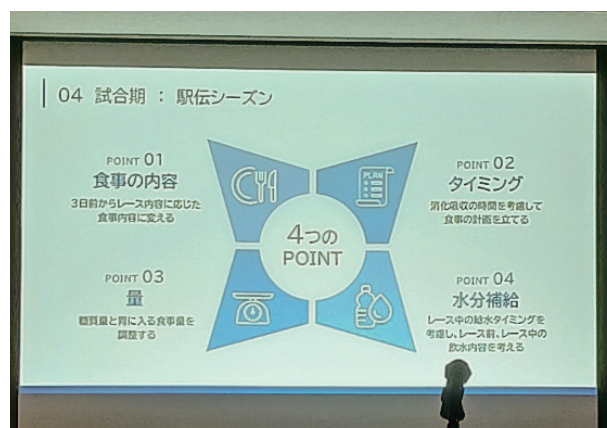 04 試合期 : 駅伝シーズン
POINT 01
食事の内容
3日前からレース内容に応じた
食事内容に変える
POINT 02
タイミング
消化吸収の時間を考慮して
食事の計画を立てる
PLAN
4つの
POINT
POINT 03
量
糖質量と胃に入る食事量を
調整する
POINT 04
水分補給
レース中の給水タイミングを
考慮し、レース前、レース中の
飲水内容を考える